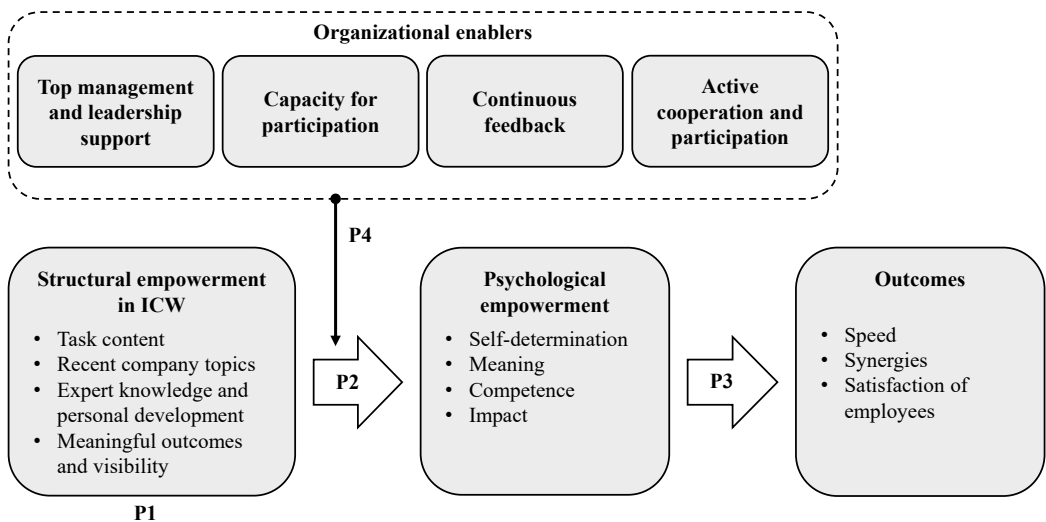 Organizational enablers
Top management
and leadership
support
Capacity for
participation
Continuous
feedback
Active
cooperation and
participation
P4
Structural empowerment
in ICW
• Task content
• Recent company topics
• Expert knowledge and
personal development
• Meaningful outcomes
and visibility
P1
P2
Psychological
empowerment
• Self-determination
• Meaning
• Competence
• Impact
P3
Outcomes
• Speed
• Synergies
• Satisfaction of
employees